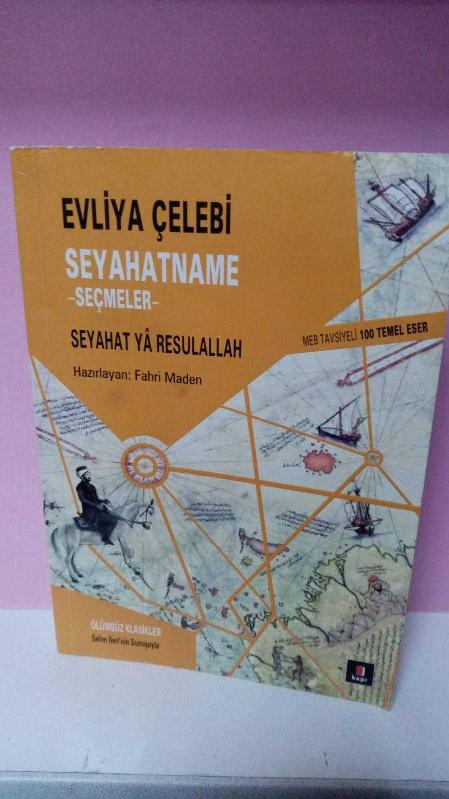 EVLİYA ÇELEBİ
SEYAHATNAME
-SEÇMELER-
SEYAHAT YÂ RESULALLAH
Hazırlayan: Fahri Maden
MEB TAVSİYELİ 100 TEMEL ESER
ÖLÜMSÜZ KLASİKLER
Selim İleri'nin Sunuşuyla
kapı